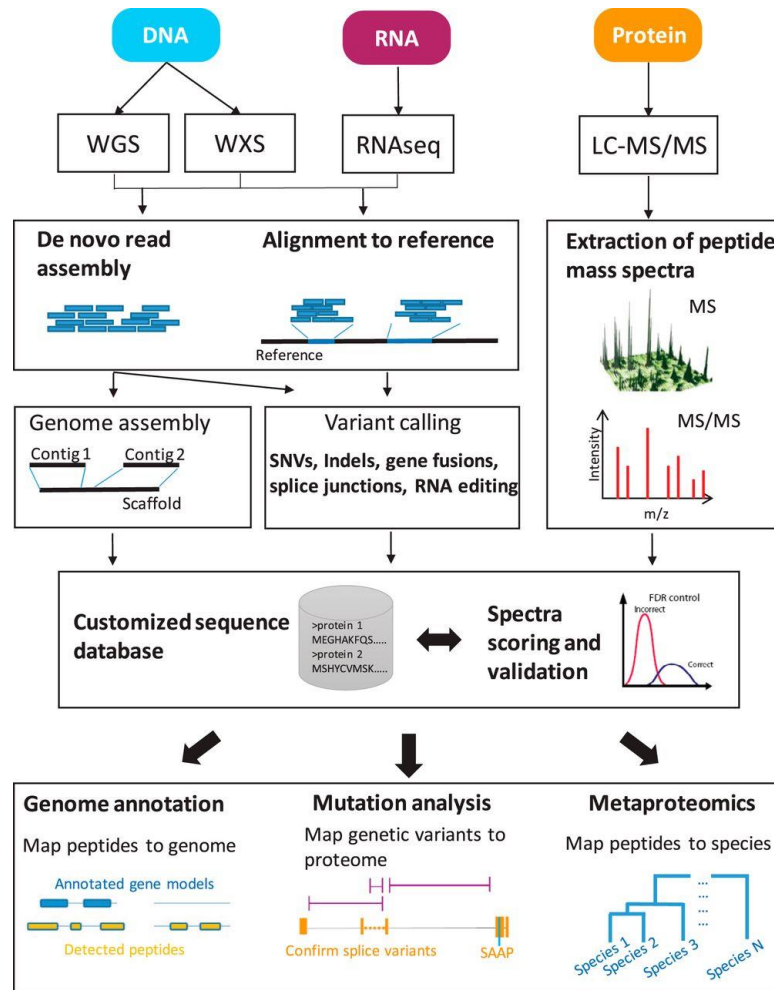 DNA
RNA
Protein
WGS
WXS
RNAseq
LC-MS/MS
De novo read
assembly
Alignment to reference
Reference
Extraction of peptide
mass spectra
MS
MS/MS
Intensity
m/z
Genome assembly
Contig 1
Contig 2
Scaffold
Variant calling
SNVs, Indels, gene fusions,
splice junctions, RNA editing
Customized sequence
database
>protein 1
MEGHAKFQS.....
>protein 2
MSHYCVMSK.....
Spectra
scoring and
validation
FDR control
Incorrect
Correct
Genome annotation
Map peptides to genome
Annotated gene models
Detected peptides
Mutation analysis
Map genetic variants to
proteome
Confirm splice variants
SAAP
Metaproteomics
Map peptides to species
...
...
...
...
Species 1
Species 2
Species 3
Species N